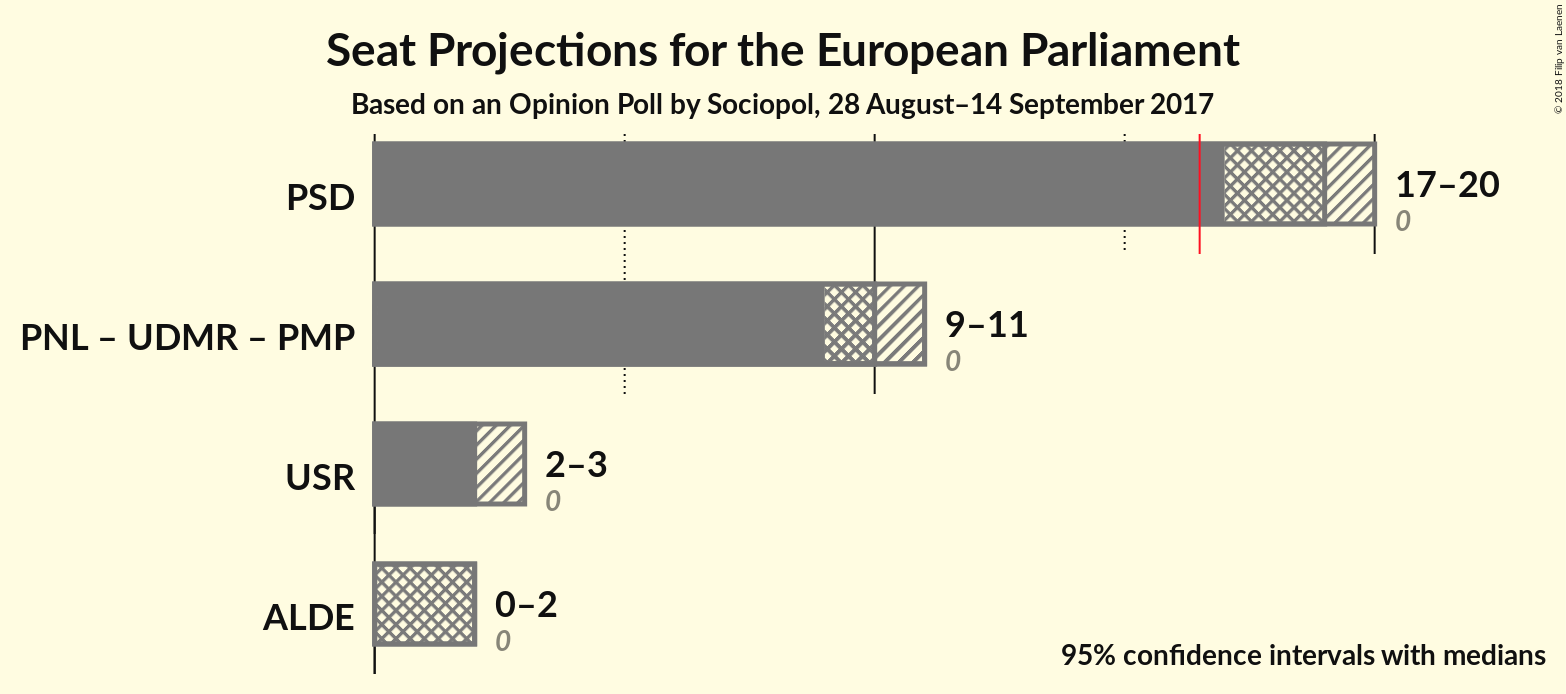 Seat Projections for the European Parliament
Based on an Opinion Poll by Sociopol, 28 August–14 September 2017
© 2018 Filip van Laenen
PSD
17–20
0
PNL – UDMR – PMP
9–11
0
USR
2–3
0
ALDE
0–2
0
95% confidence intervals with medians